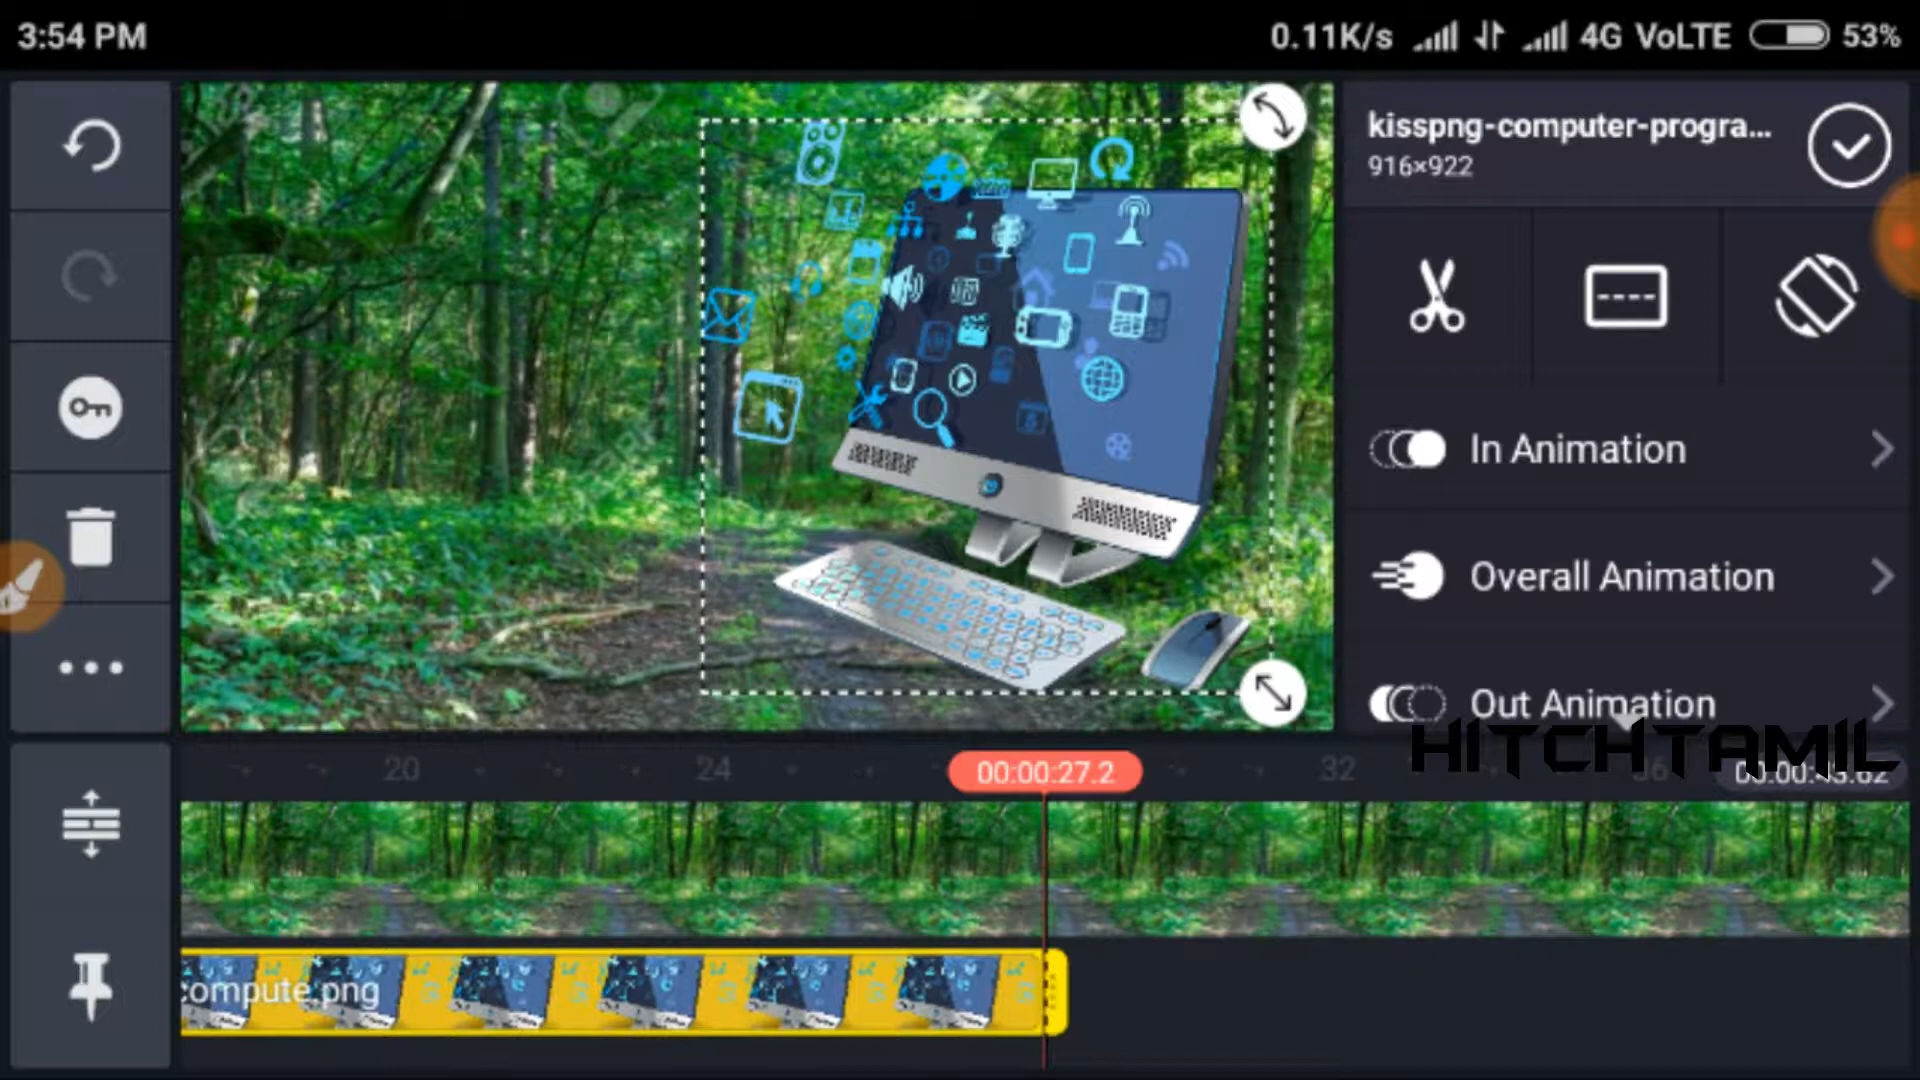 3:54 PM
0.11K/s 4G VoLTE 53%
kisspng-computer-progra...
916×922
In Animation
Overall Animation
Out Animation
HITCHTAMIL
20 24 00:00:27.2 32 36
compute.png